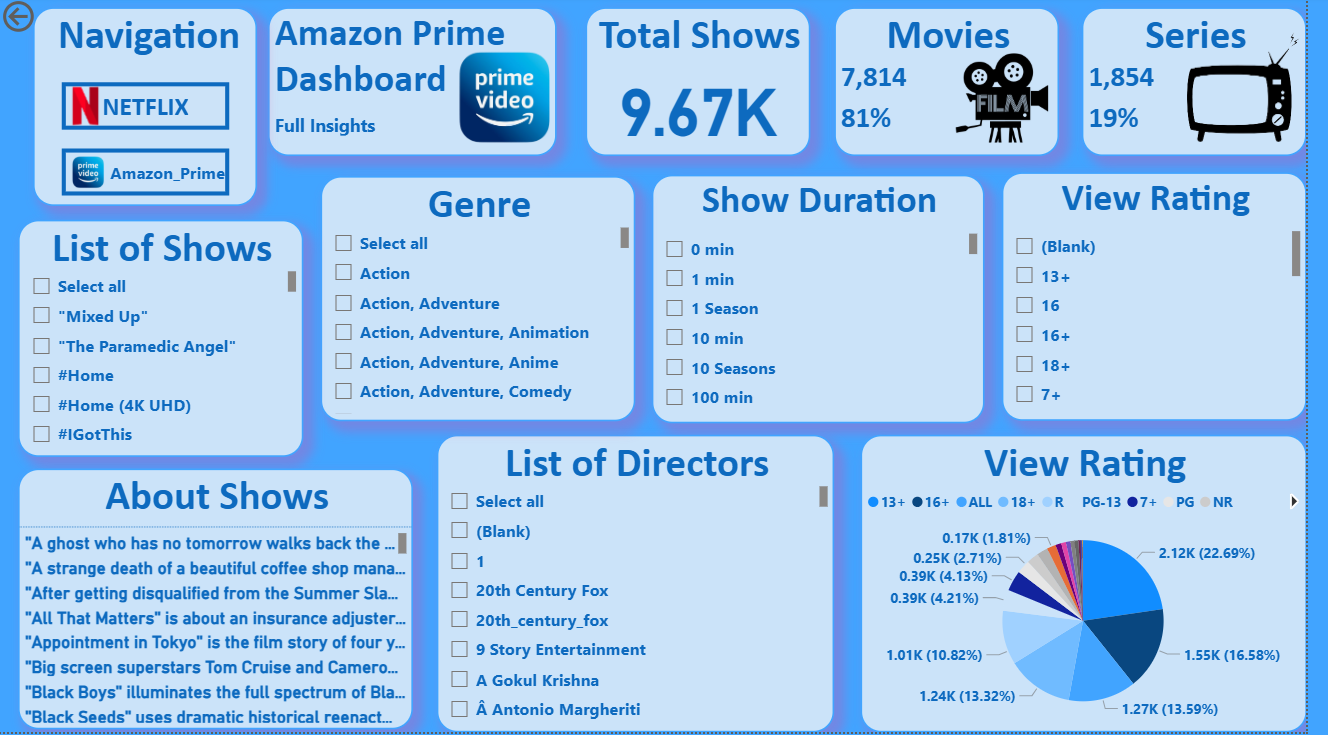 Navigation
NETFLIX
prime video
Amazon_Prime
Amazon Prime
Dashboard
Full Insights
prime
video
Total Shows
9.67K
Movies
7,814
81%
FILM
Series
1,854
19%
List of Shows
Select all
"Mixed Up"
"The Paramedic Angel"
#Home
#Home (4K UHD)
#IGotThis
Genre
Select all
Action
Action, Adventure
Action, Adventure, Animation
Action, Adventure, Anime
Action, Adventure, Comedy
Show Duration
0 min
1 min
1 Season
10 min
10 Seasons
100 min
View Rating
(Blank)
13+
16
16+
18+
7+
About Shows
"A ghost who has no tomorrow walks back the ...
"A strange death of a beautiful coffee shop mana...
"After getting disqualified from the Summer Sla...
"All That Matters" is about an insurance adjuster...
"Appointment in Tokyo" is the film story of four y...
"Big screen superstars Tom Cruise and Camero...
"Black Boys" illuminates the full spectrum of Bla...
"Black Seeds" uses dramatic historical reenact...
List of Directors
Select all
(Blank)
1
20th Century Fox
20th_century_fox
9 Story Entertainment
A Gokul Krishna
Â Antonio Margheriti
View Rating
13+ 16+ ALL 18+ R PG-13 7+ PG NR
0.17K (1.81%)
0.25K (2.71%)
0.39K (4.13%)
0.39K (4.21%)
1.01K (10.82%)
1.24K (13.32%)
1.27K (13.59%)
1.55K (16.58%)
2.12K (22.69%)